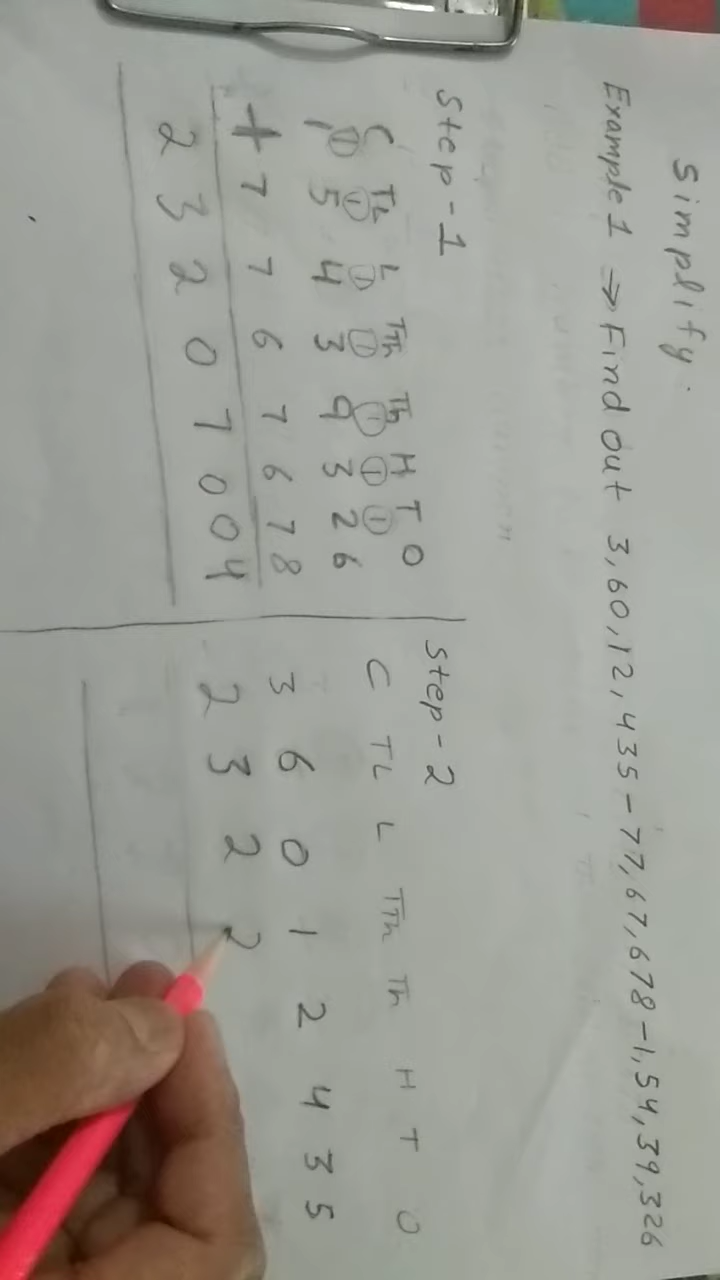 Simplify.
Example 1 ⇒ Find out 3,60,12,435 - 77,67,678 - 1,54,39,326
Step - 1
C TL L TTh Th H T O
① ① ① ① ① ① ①
1 5 4 3 9 3 2 6
+ 7 7 6 7 6 7 8
2 3 2 0 7 0 0 4
Step - 2
C TL L TTh Th H T O
3 6 0 1 2 4 3 5
2 3 2 2